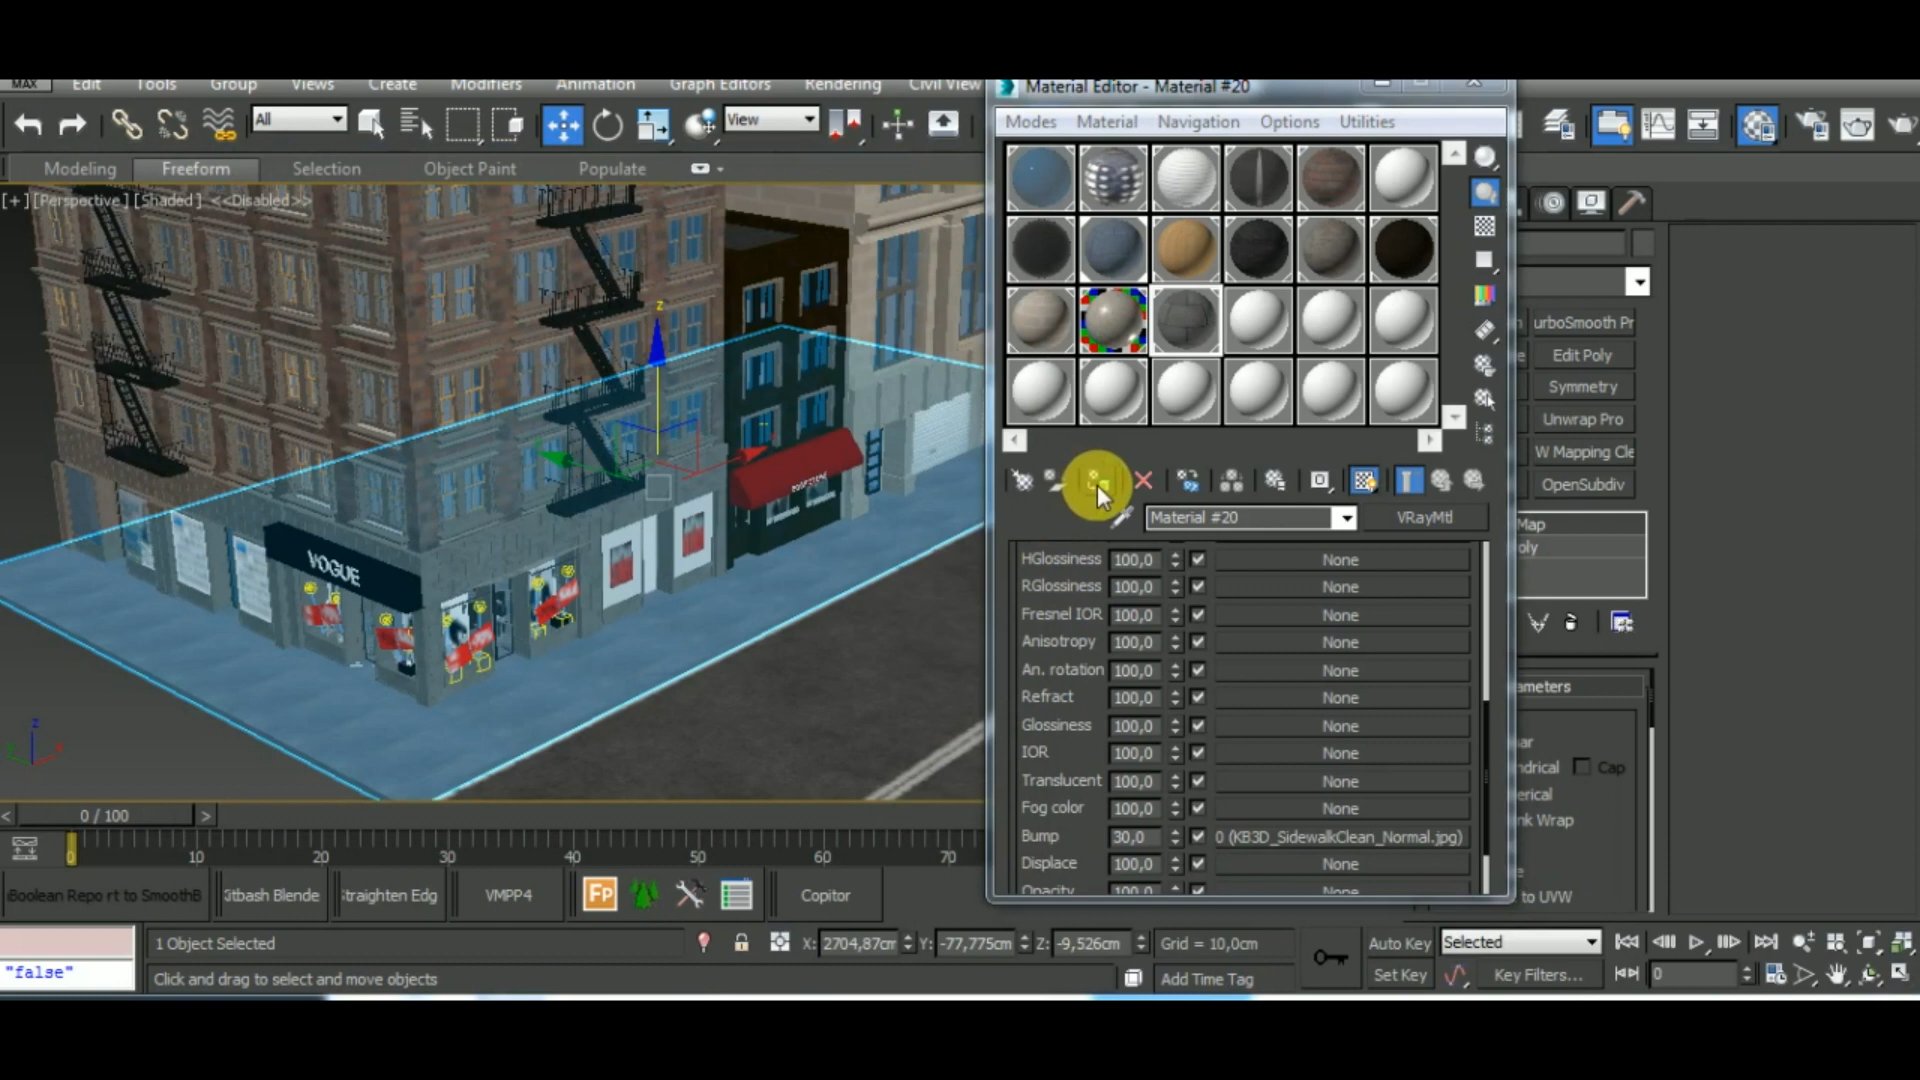 MAX Edit Tools Group Views Create Modifiers Animation Graph Editors Rendering Civil View
Material Editor - Material #20
All
View
Modes Material Navigation Options Utilities
Modeling Freeform Selection Object Paint Populate
[+] [Perspective] [Shaded] <<Disabled>>
z
VOGUE
Material #20
VRayMtl
HGlossiness 100,0 None
RGlossiness 100,0 None
Fresnel IOR 100,0 None
Anisotropy 100,0 None
An. rotation 100,0 None
Refract 100,0 None
Glossiness 100,0 None
IOR 100,0 None
Translucent 100,0 None
Fog color 100,0 None
Bump 30,0 0 (KB3D_SidewalkClean_Normal.jpg)
Displace 100,0 None
Opacity 100,0 None
urboSmooth Pr
Edit Poly
Symmetry
Unwrap Pro
W Mapping Cle
OpenSubdiv
Map
oly
ameters
ar
ndrical Cap
erical
nk Wrap
to UVW
z
< 0 / 100 >
0 10 20 30 40 50 60 70
Boolean Repo rt to SmoothB
itbash Blende
traighten Edg
VMPP4
FP
Copitor
1 Object Selected
X: 2704,87cm Y: -77,775cm Z: -9,526cm Grid = 10,0cm
Auto Key Selected
"false"
Click and drag to select and move objects
Add Time Tag
Set Key Key Filters... 0